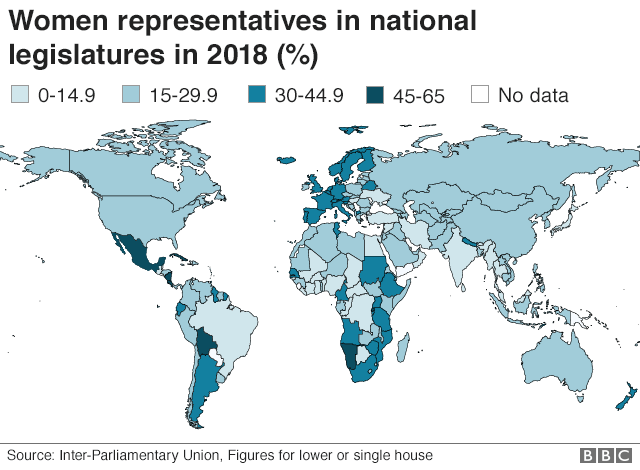 Women representatives in national
legislatures in 2018 (%)
0-14.9 15-29.9 30-44.9 45-65 No data
Source: Inter-Parliamentary Union, Figures for lower or single house
BBC